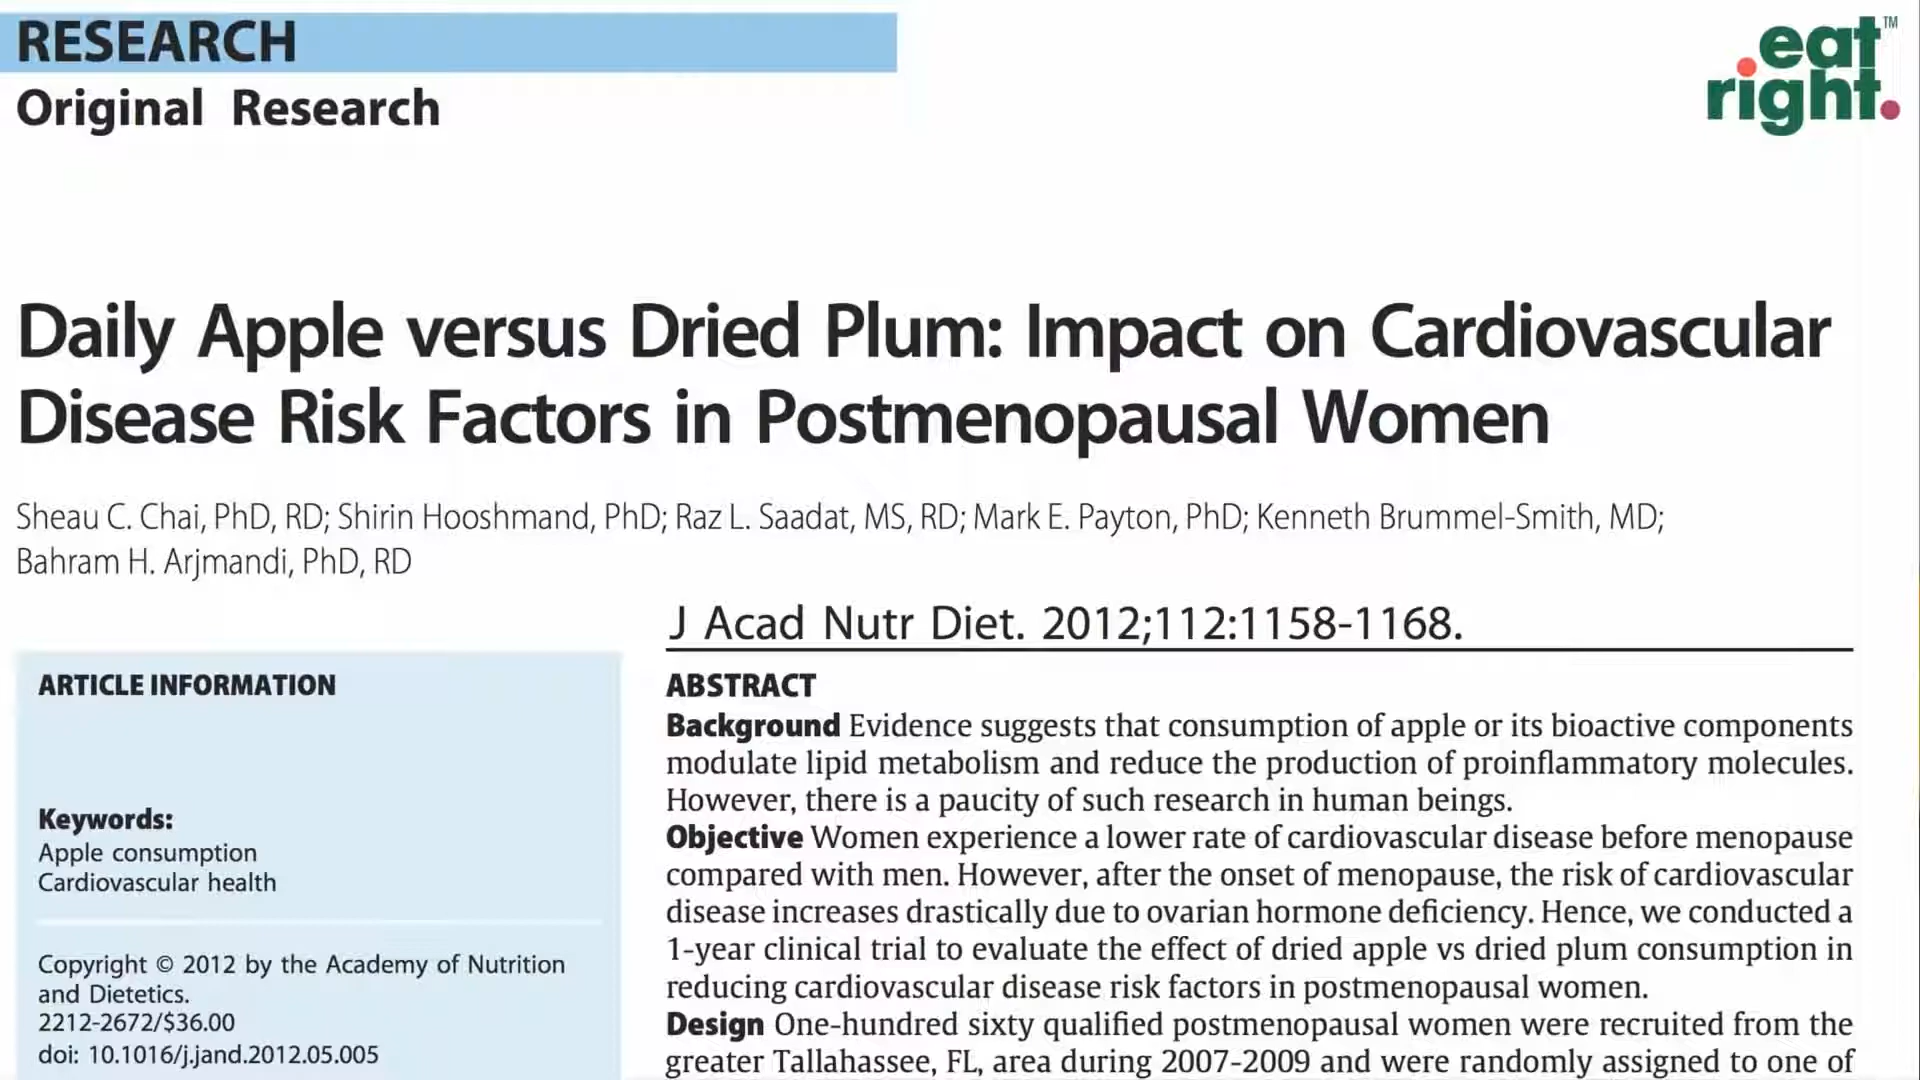 RESEARCH
Original Research
eat
right.
TM
Daily Apple versus Dried Plum: Impact on Cardiovascular
Disease Risk Factors in Postmenopausal Women
Sheau C. Chai, PhD, RD; Shirin Hooshmand, PhD; Raz L. Saadat, MS, RD; Mark E. Payton, PhD; Kenneth Brummel-Smith, MD;
Bahram H. Arjmandi, PhD, RD
J Acad Nutr Diet. 2012;112:1158-1168.
ARTICLE INFORMATION
Keywords:
Apple consumption
Cardiovascular health
Copyright © 2012 by the Academy of Nutrition
and Dietetics.
2212-2672/$36.00
doi: 10.1016/j.jand.2012.05.005
ABSTRACT
Background Evidence suggests that consumption of apple or its bioactive components
modulate lipid metabolism and reduce the production of proinflammatory molecules.
However, there is a paucity of such research in human beings.
Objective Women experience a lower rate of cardiovascular disease before menopause
compared with men. However, after the onset of menopause, the risk of cardiovascular
disease increases drastically due to ovarian hormone deficiency. Hence, we conducted a
1-year clinical trial to evaluate the effect of dried apple vs dried plum consumption in
reducing cardiovascular disease risk factors in postmenopausal women.
Design One-hundred sixty qualified postmenopausal women were recruited from the
greater Tallahassee, FL, area during 2007-2009 and were randomly assigned to one of